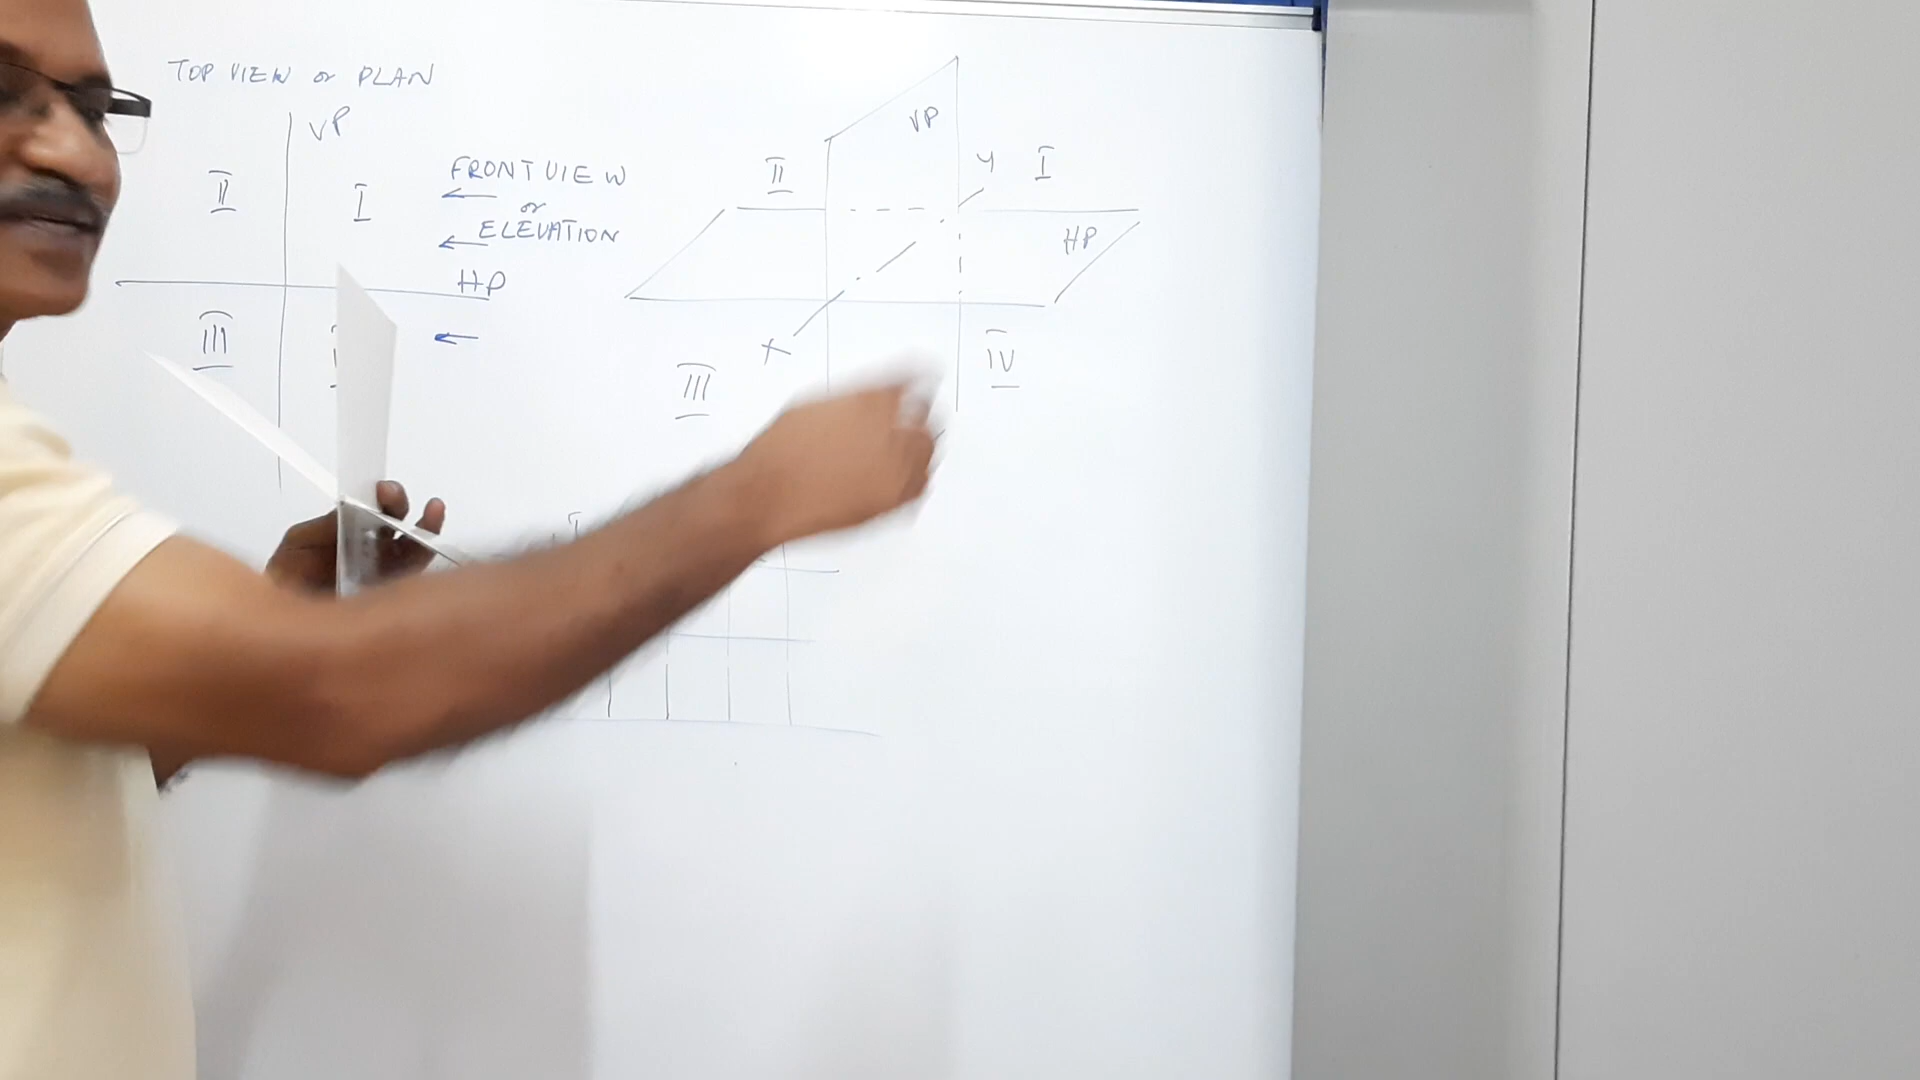 TOP VIEW or PLAN
VP
II
I
FRONT VIEW
or
ELEVATION
HP
III
VP
II
Y
I
HP
X
III
IV
I